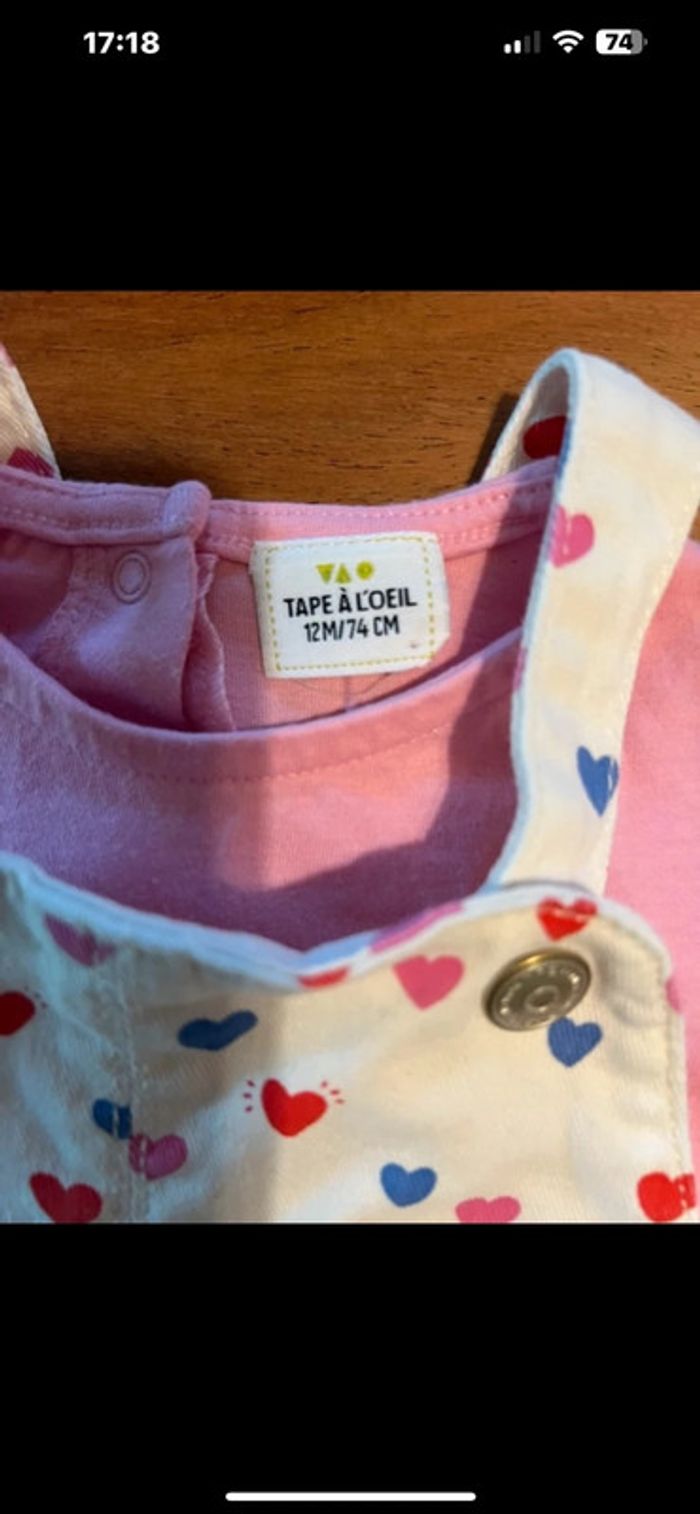 17:18
74
TAPE À L'OEIL
12M/74 CM